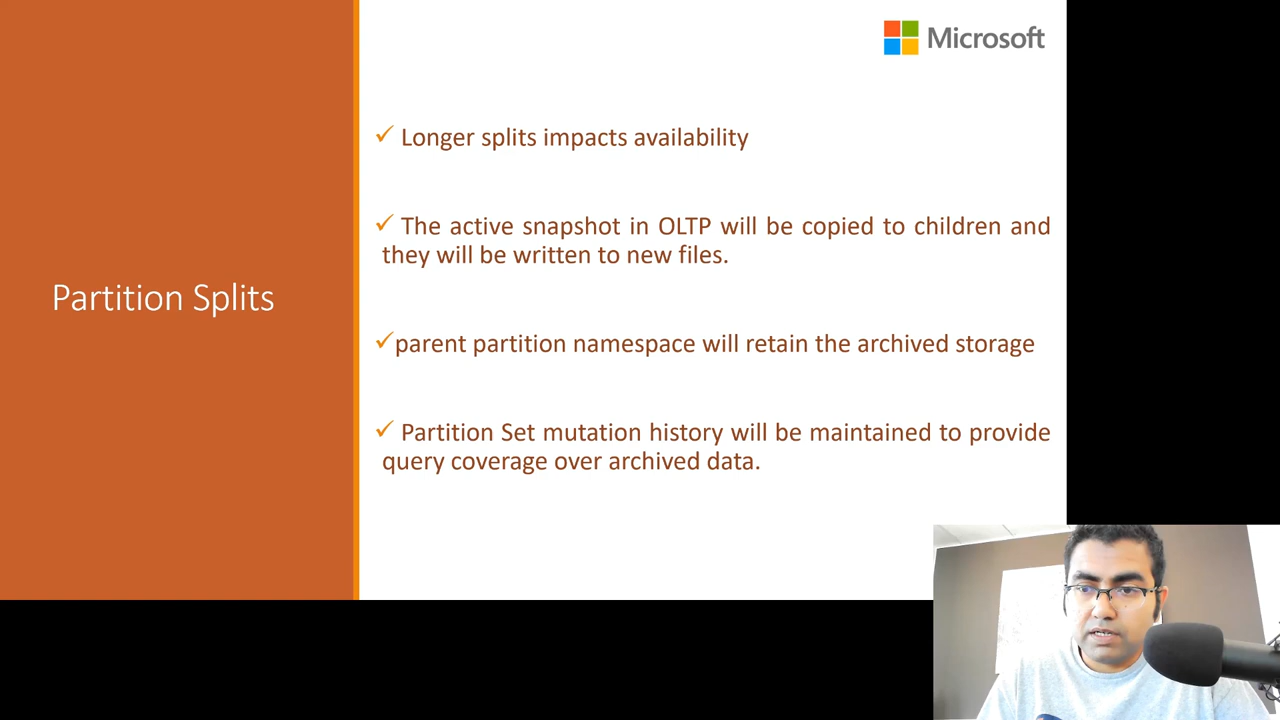 Microsoft
Partition Splits
Longer splits impacts availability
The active snapshot in OLTP will be copied to children and
they will be written to new files.
parent partition namespace will retain the archived storage
Partition Set mutation history will be maintained to provide
query coverage over archived data.